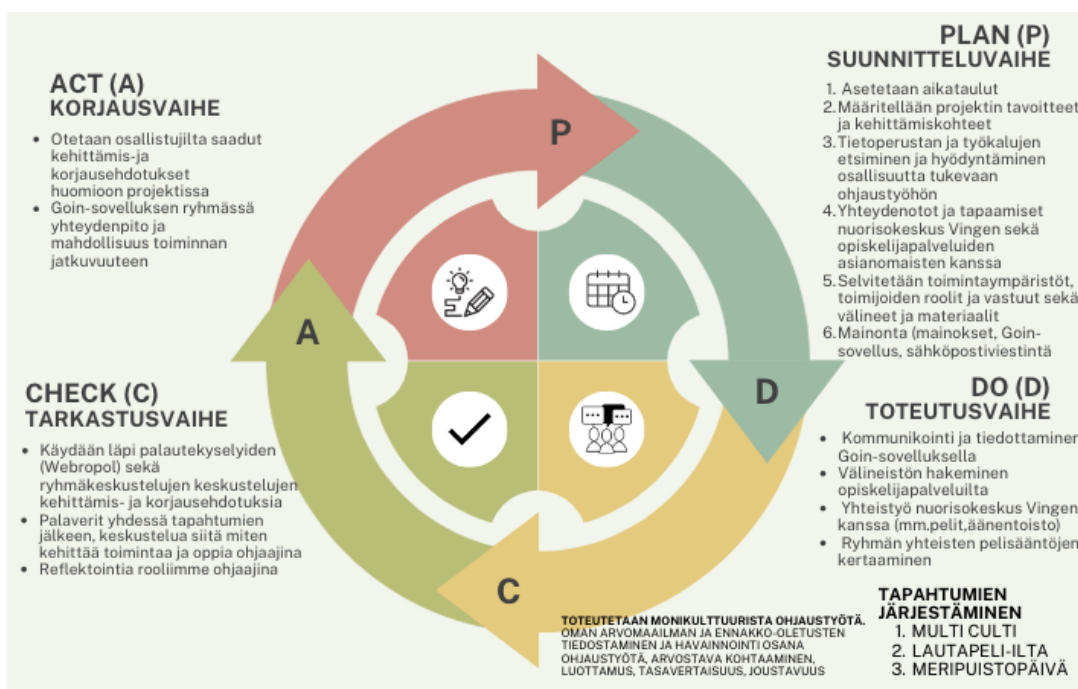 PLAN (P)
SUUNNITTELUVAIHE
1. Asetetaan aikataulut
2. Määritellään projektin tavoitteet
ja kehittämiskohteet
3. Tietoperustan ja työkalujen
etsiminen ja hyödyntäminen
osallisuutta tukevaan
ohjaustyöhön
4. Yhteydenotot ja tapaamiset
nuorisokeskus Vingen sekä
opiskelijapalveluiden
asianomaisten kanssa
5. Selvitetään toimintaympäristöt,
toimijoiden roolit ja vastuut sekä
välineet ja materiaalit
6. Mainonta (mainokset, Goin-
sovellus, sähköpostiviestintä
DO (D)
TOTEUTUSVAIHE
• Kommunikointi ja tiedottaminen
Goin-sovelluksella
• Välineistön hakeminen
opiskelijapalveluilta
• Yhteistyö nuorisokeskus Vingen
kanssa (mm.pelit,äänentoisto)
• Ryhmän yhteisten pelisääntöjen
kertaaminen
TAPAHTUMIEN
JÄRJESTÄMINEN
1. MULTI CULTI
2. LAUTAPELI-ILTA
3. MERIPUISTOPÄIVÄ
TOTEUTETAAN MONIKULTTUURISTA OHJAUSTYÖTÄ.
OMAN ARVOMAAILMAN JA ENNAKKO-OLETUSTEN
TIEDOSTAMINEN JA HAVAINNOINTI OSANA
OHJAUSTYÖTÄ, ARVOSTAVA KOHTAAMINEN,
LUOTTAMUS, TASAVERTAISUUS, JOUSTAVUUS
CHECK (C)
TARKASTUSVAIHE
• Käydään läpi palautekyselyiden
(Webropol) sekä
ryhmäkeskustelujen keskustelujen
kehittämis- ja korjausehdotuksia
• Palaverit yhdessä tapahtumien
jälkeen, keskustelua siitä miten
kehittää toimintaa ja oppia ohjaajina
• Reflektointia rooliimme ohjaajina
ACT (A)
KORJAUSVAIHE
• Otetaan osallistujilta saadut
kehittämis-ja
korjausehdotukset
huomioon projektissa
• Goin-sovelluksen ryhmässä
yhteydenpito ja
mahdollisuus toiminnan
jatkuvuuteen
P
D
C
A